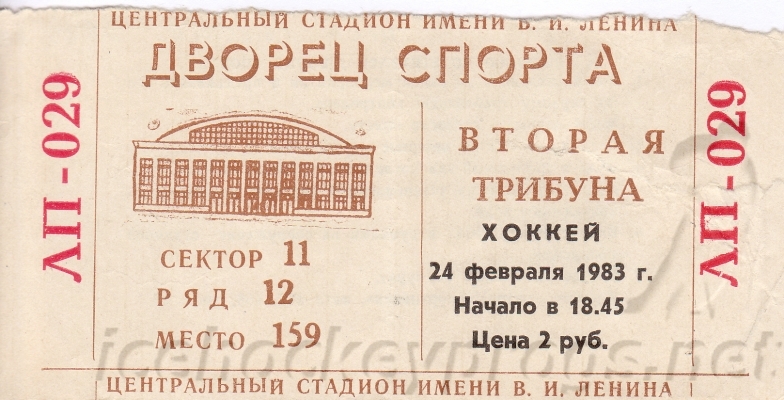 ЦЕНТРАЛЬНЫЙ СТАДИОН ИМЕНИ В. И. ЛЕНИНА
ДВОРЕЦ СПОРТА
ЛП - 029
СЕКТОР 11
РЯД 12
МЕСТО 159
ВТОРАЯ
ТРИБУНА
ХОККЕЙ
24 февраля 1983 г.
Начало в 18.45
Цена 2 руб.
ЛП - 029
icehockeyprogs.net
ЦЕНТРАЛЬНЫЙ СТАДИОН ИМЕНИ В. И. ЛЕНИНА